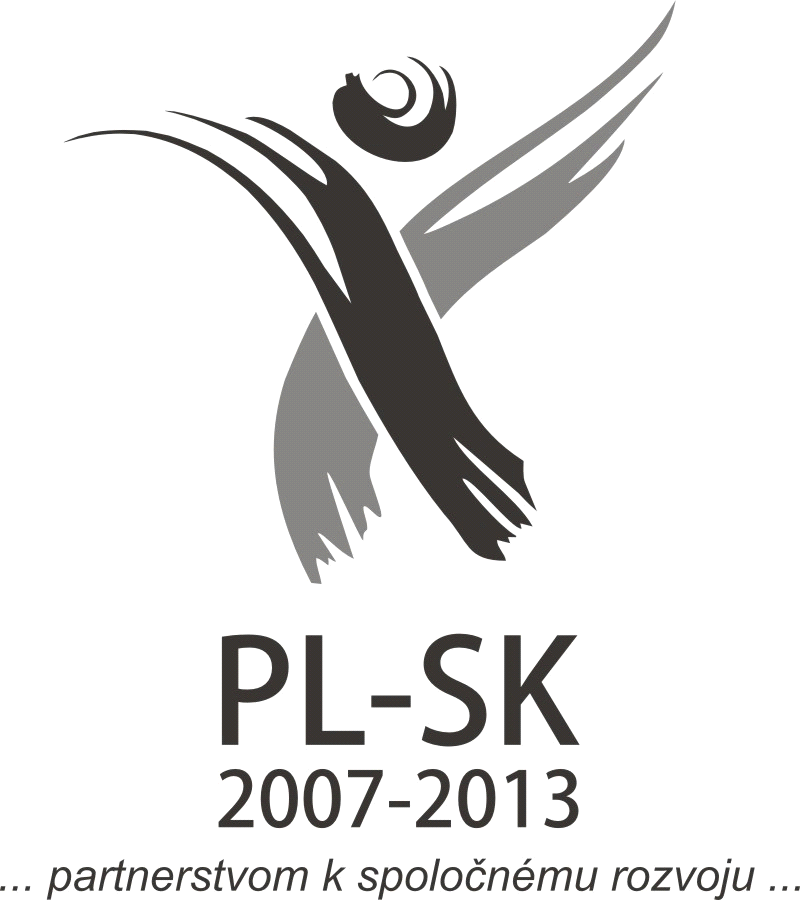 PL-SK
2007-2013
... partnerstvom k spoločnému rozvoju ...